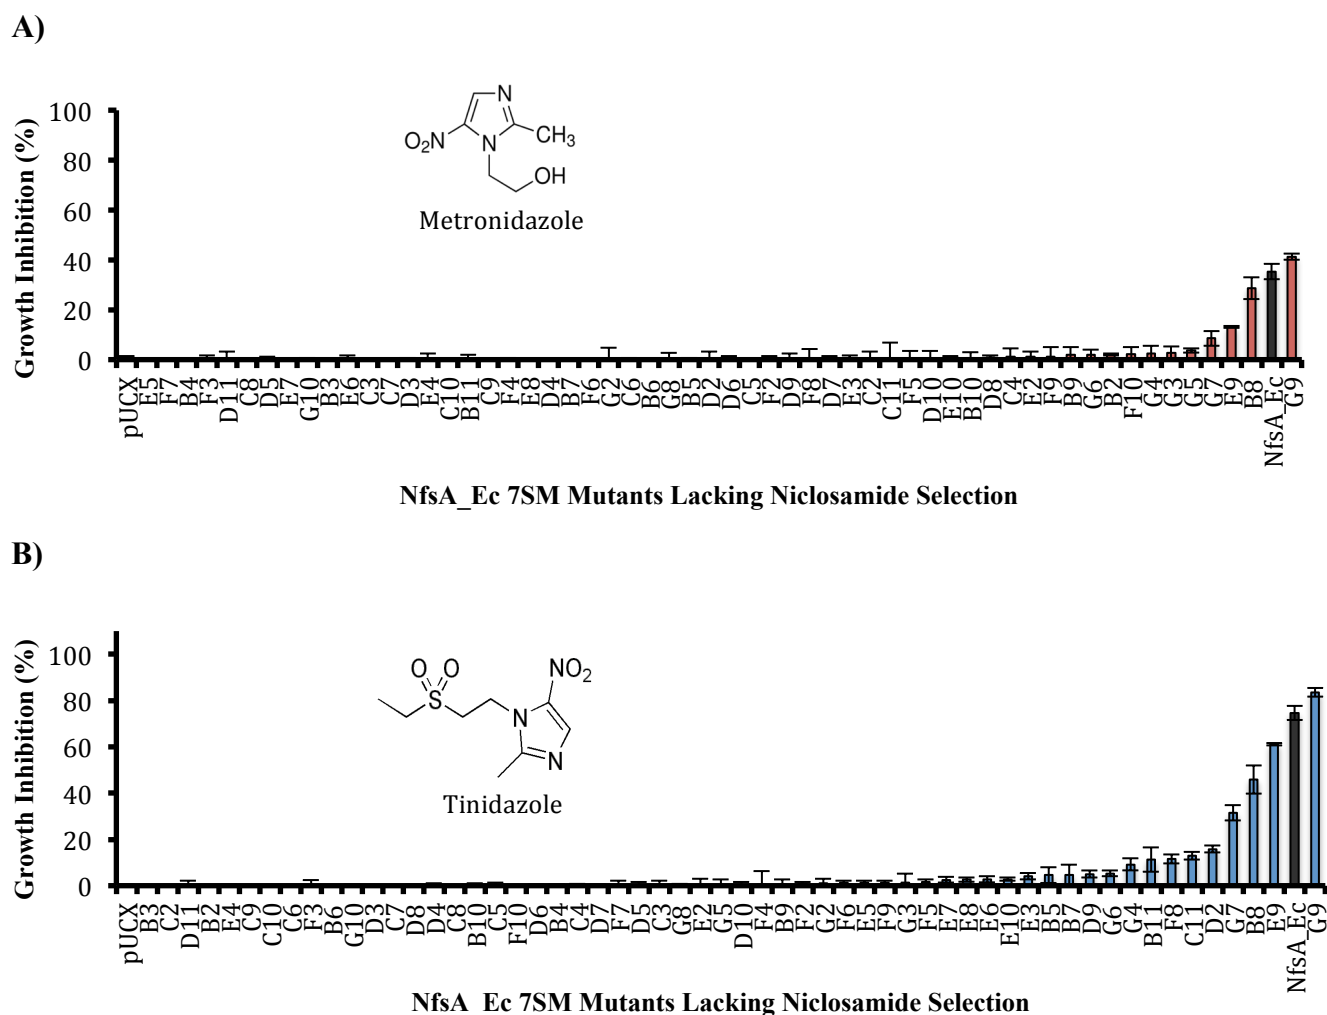 A)
Growth Inhibition (%)
100
80
60
40
20
0
N
O₂N
N
CH₃
OH
Metronidazole
pUCX E5 F7 B4 F3 D11 C8 D5 E7 G10 B3 E6 C3 C7 D3 E4 C10 B11 C9 F4 E8 D4 B7 F6 G2 C6 B6 G8 B5 D2 D6 C5 F2 D9 F8 D7 E3 C2 C11 F5 D10 E10 B10 D8 C4 E2 F9 B9 G6 B2 F10 G4 G3 G5 G7 E9 B8 NfsA_Ec G9
NfsA_Ec 7SM Mutants Lacking Niclosamide Selection
B)
Growth Inhibition (%)
100
80
60
40
20
0
O O
S
NO₂
N
N
Tinidazole
pUCX B3 C2 D11 B2 E4 C9 C10 C6 F3 B6 G10 D3 C7 D8 D4 C8 B10 C5 F10 D6 B4 C4 D7 F7 D5 C3 G8 E2 G5 D10 F4 B9 F2 G2 F6 E5 F9 G3 F5 E7 E8 E6 E10 E3 B5 B7 D9 G6 G4 B11 F8 C11 D2 G7 B8 E9 NfsA_Ec G9
NfsA_Ec 7SM Mutants Lacking Niclosamide Selection